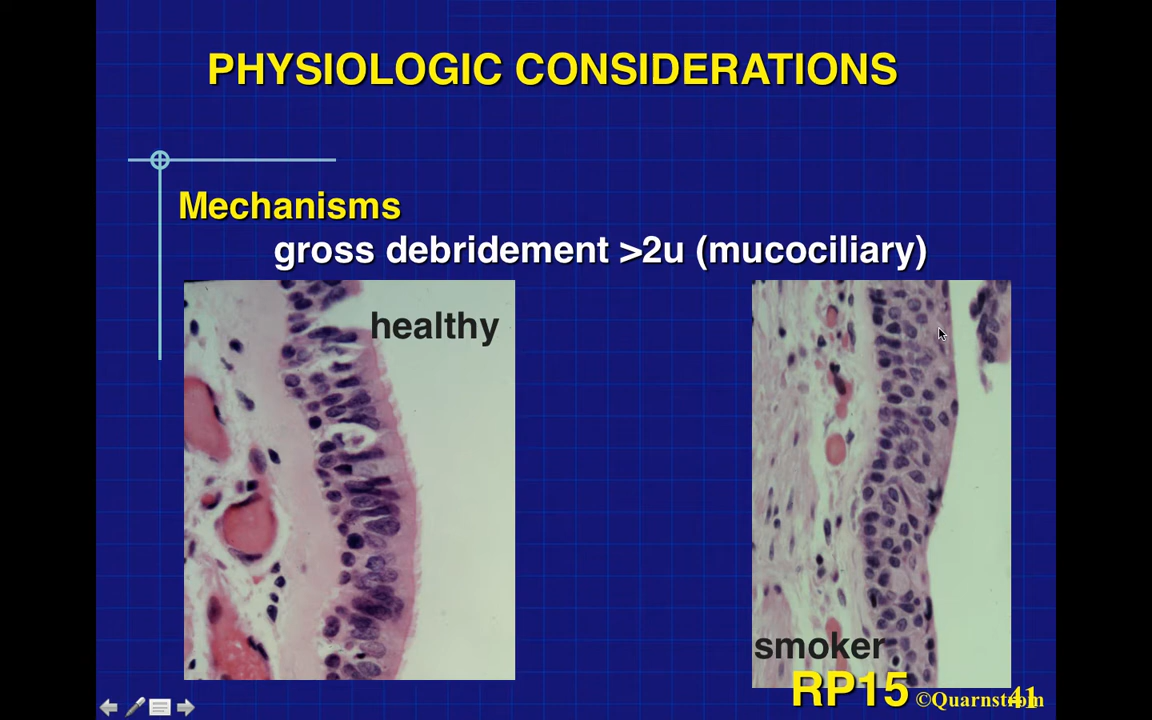 PHYSIOLOGIC CONSIDERATIONS
Mechanisms
gross debridement >2u (mucociliary)
healthy
smoker
RP15
©Quarnstrom
41